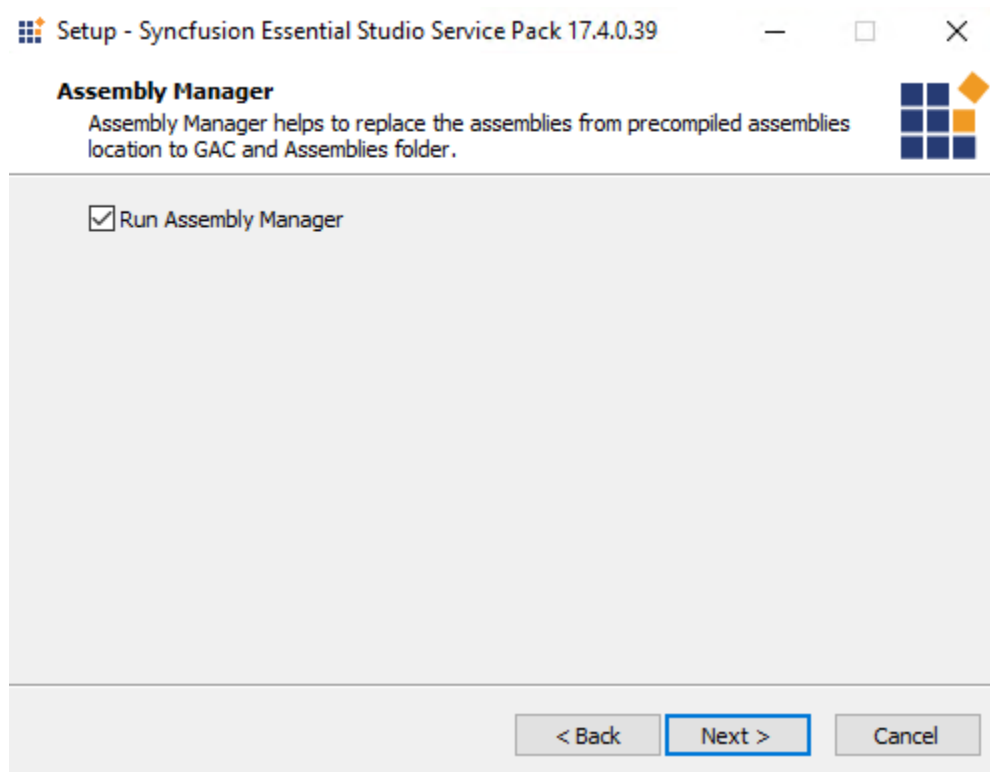 Setup - Syncfusion Essential Studio Service Pack 17.4.0.39
Assembly Manager
Assembly Manager helps to replace the assemblies from precompiled assemblies
location to GAC and Assemblies folder.
Run Assembly Manager
< Back
Next >
Cancel